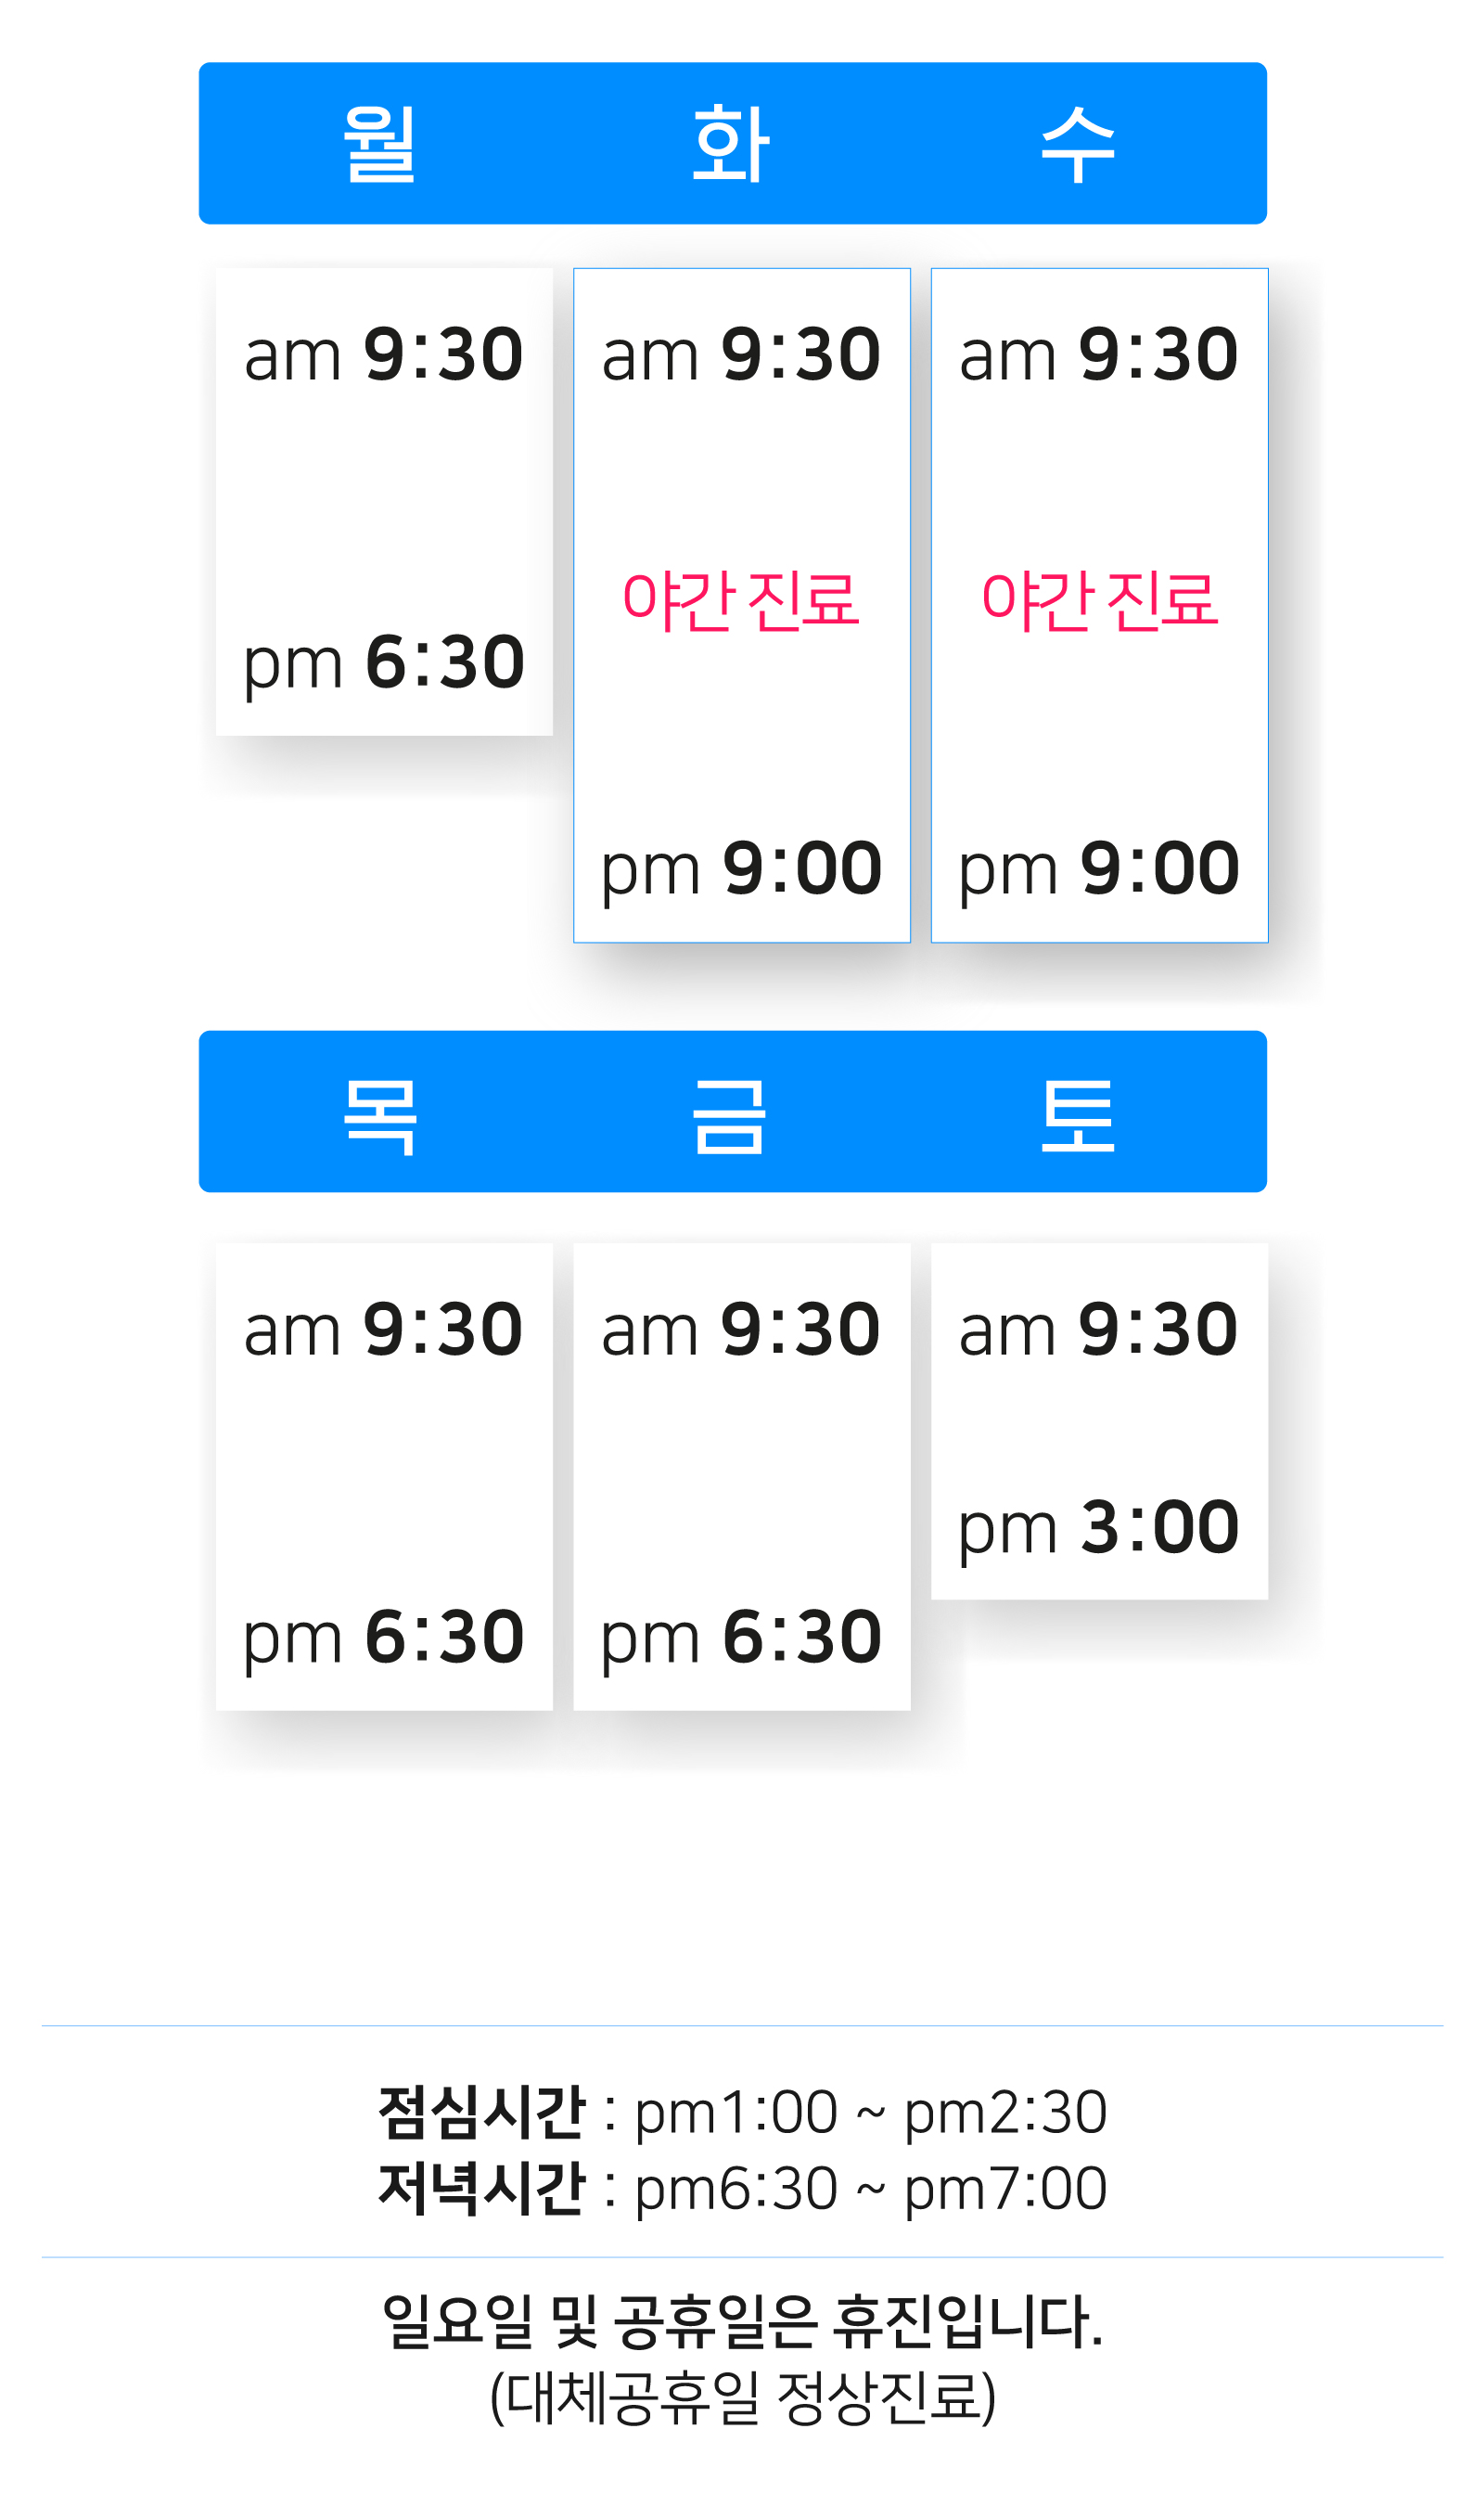 월 화 수
am 9:30 am 9:30 am 9:30
야간 진료 야간 진료
pm 6:30
pm 9:00 pm 9:00
목 금 토
am 9:30 am 9:30 am 9:30
pm 3:00
pm 6:30 pm 6:30
점심시간 : pm1:00 ~ pm2:30
저녁시간 : pm6:30 ~ pm7:00
일요일 및 공휴일은 휴진입니다.
(대체공휴일 정상진료)